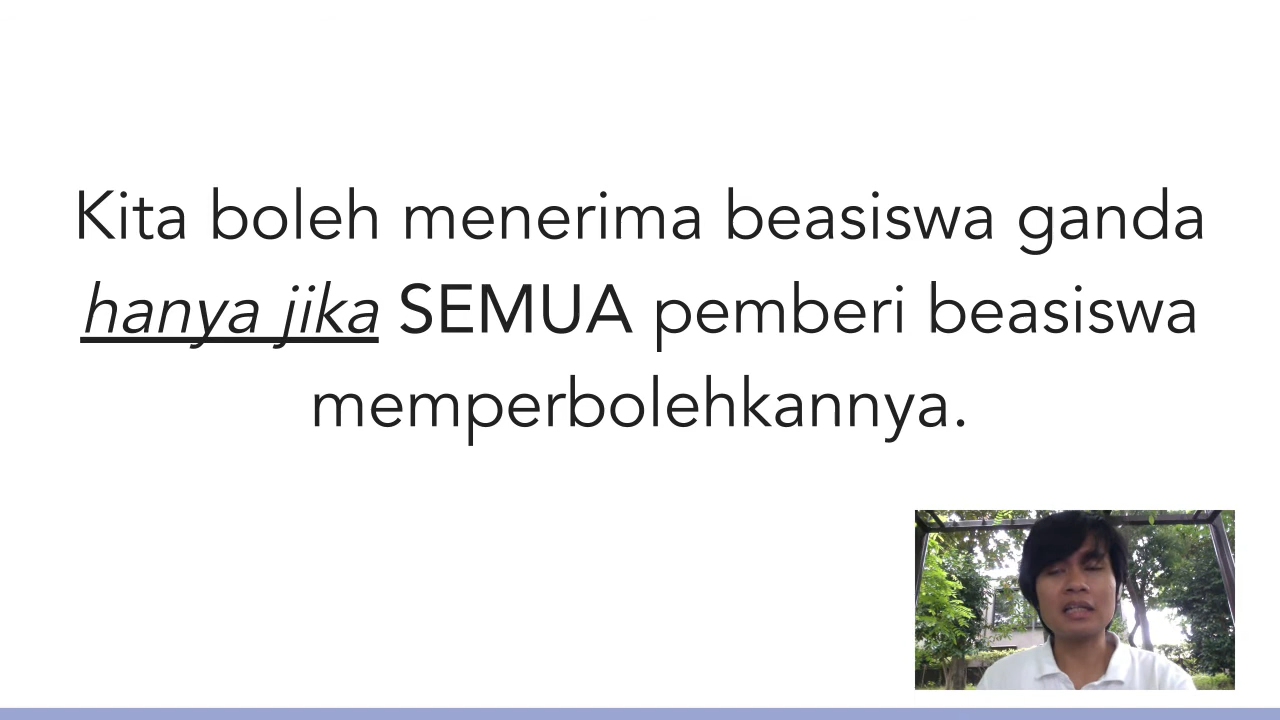 Kita boleh menerima beasiswa ganda
hanya jika SEMUA pemberi beasiswa
memperbolehkannya.